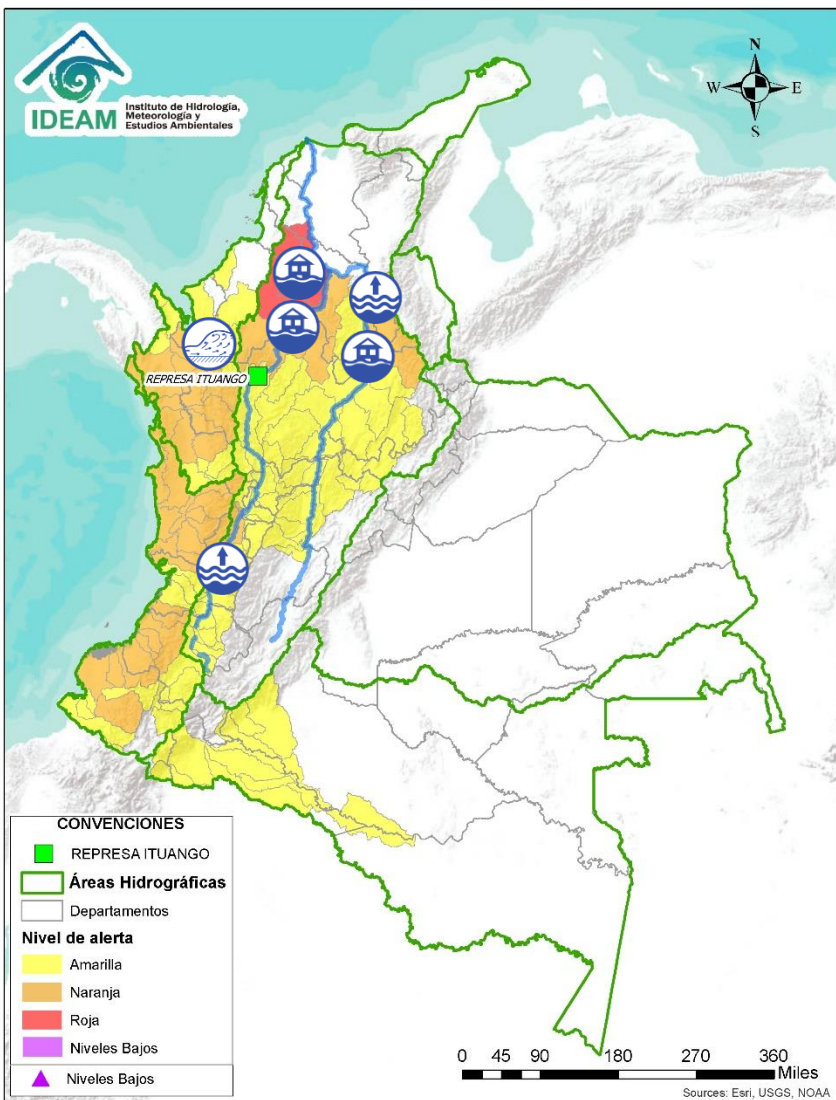 IDEAM
Instituto de Hidrología,
Meteorología y
Estudios Ambientales
N
W E
S
REPRESA ITUANGO
CONVENCIONES
REPRESA ITUANGO
Áreas Hidrográficas
Departamentos
Nivel de alerta
Amarilla
Naranja
Roja
Niveles Bajos
Niveles Bajos
0 45 90 180 270 360
Miles
Sources: Esri, USGS, NOAA